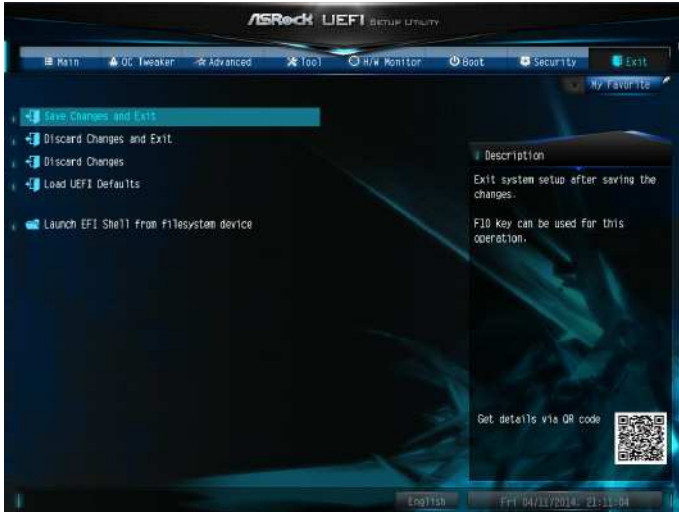 ASRock UEFI SETUP UTILITY
Main OC Tweaker Advanced Tool H/W Monitor Boot Security Exit
My Favorite
Save Changes and Exit
Discard Changes and Exit
Discard Changes
Load UEFI Defaults
Launch EFI Shell from filesystem device
Description
Exit system setup after saving the
changes.
F10 key can be used for this
operation.
Get details via QR code
English
Fri 04/11/2014, 21:11:04